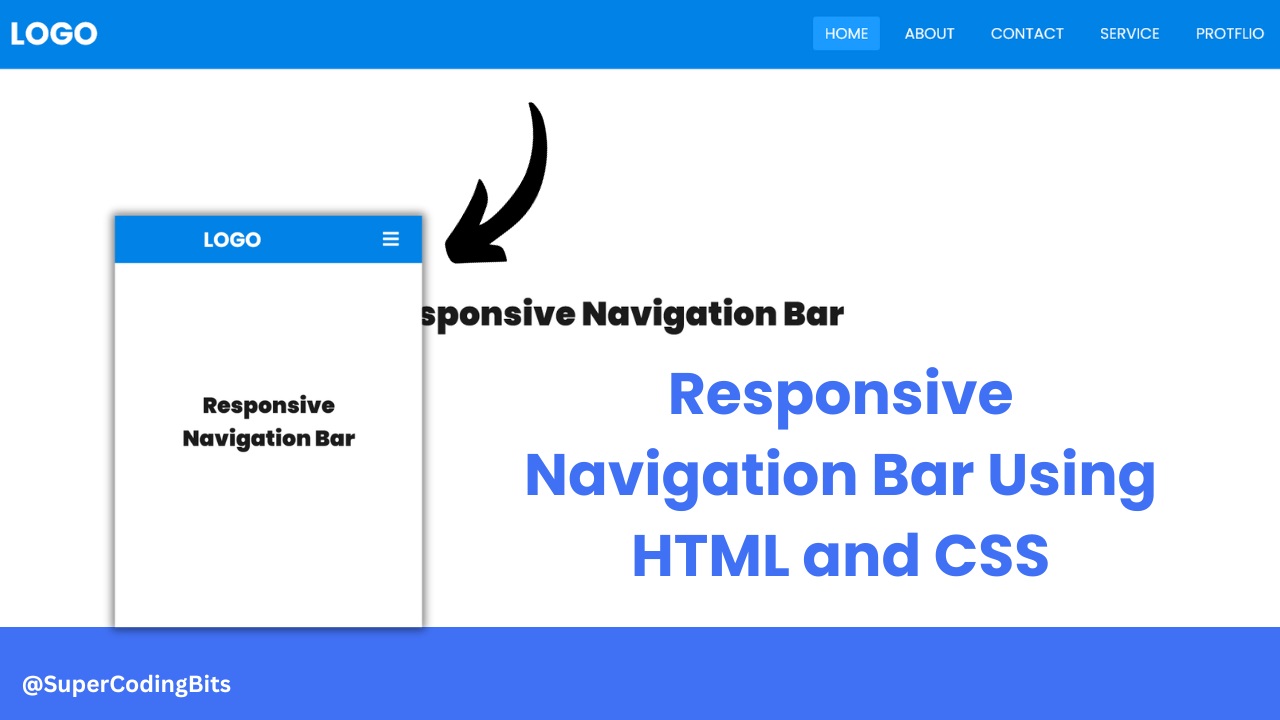 LOGO
HOME ABOUT CONTACT SERVICE PROTFLIO
LOGO
sponsive Navigation Bar
Responsive
Navigation Bar
Responsive
Navigation Bar Using
HTML and CSS
@SuperCodingBits